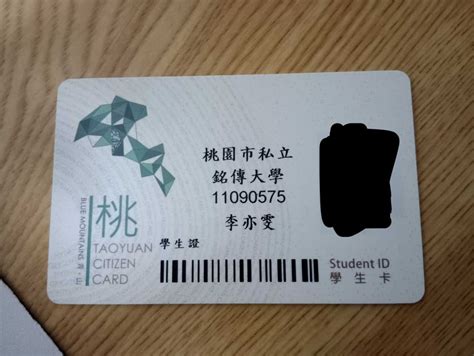 桃園市私立
銘傳大學
11090575
李亦雯
桃
BLUE MOUNTAINS
TAOYUAN
CITIZEN
CARD
學生證
Student ID
學生卡